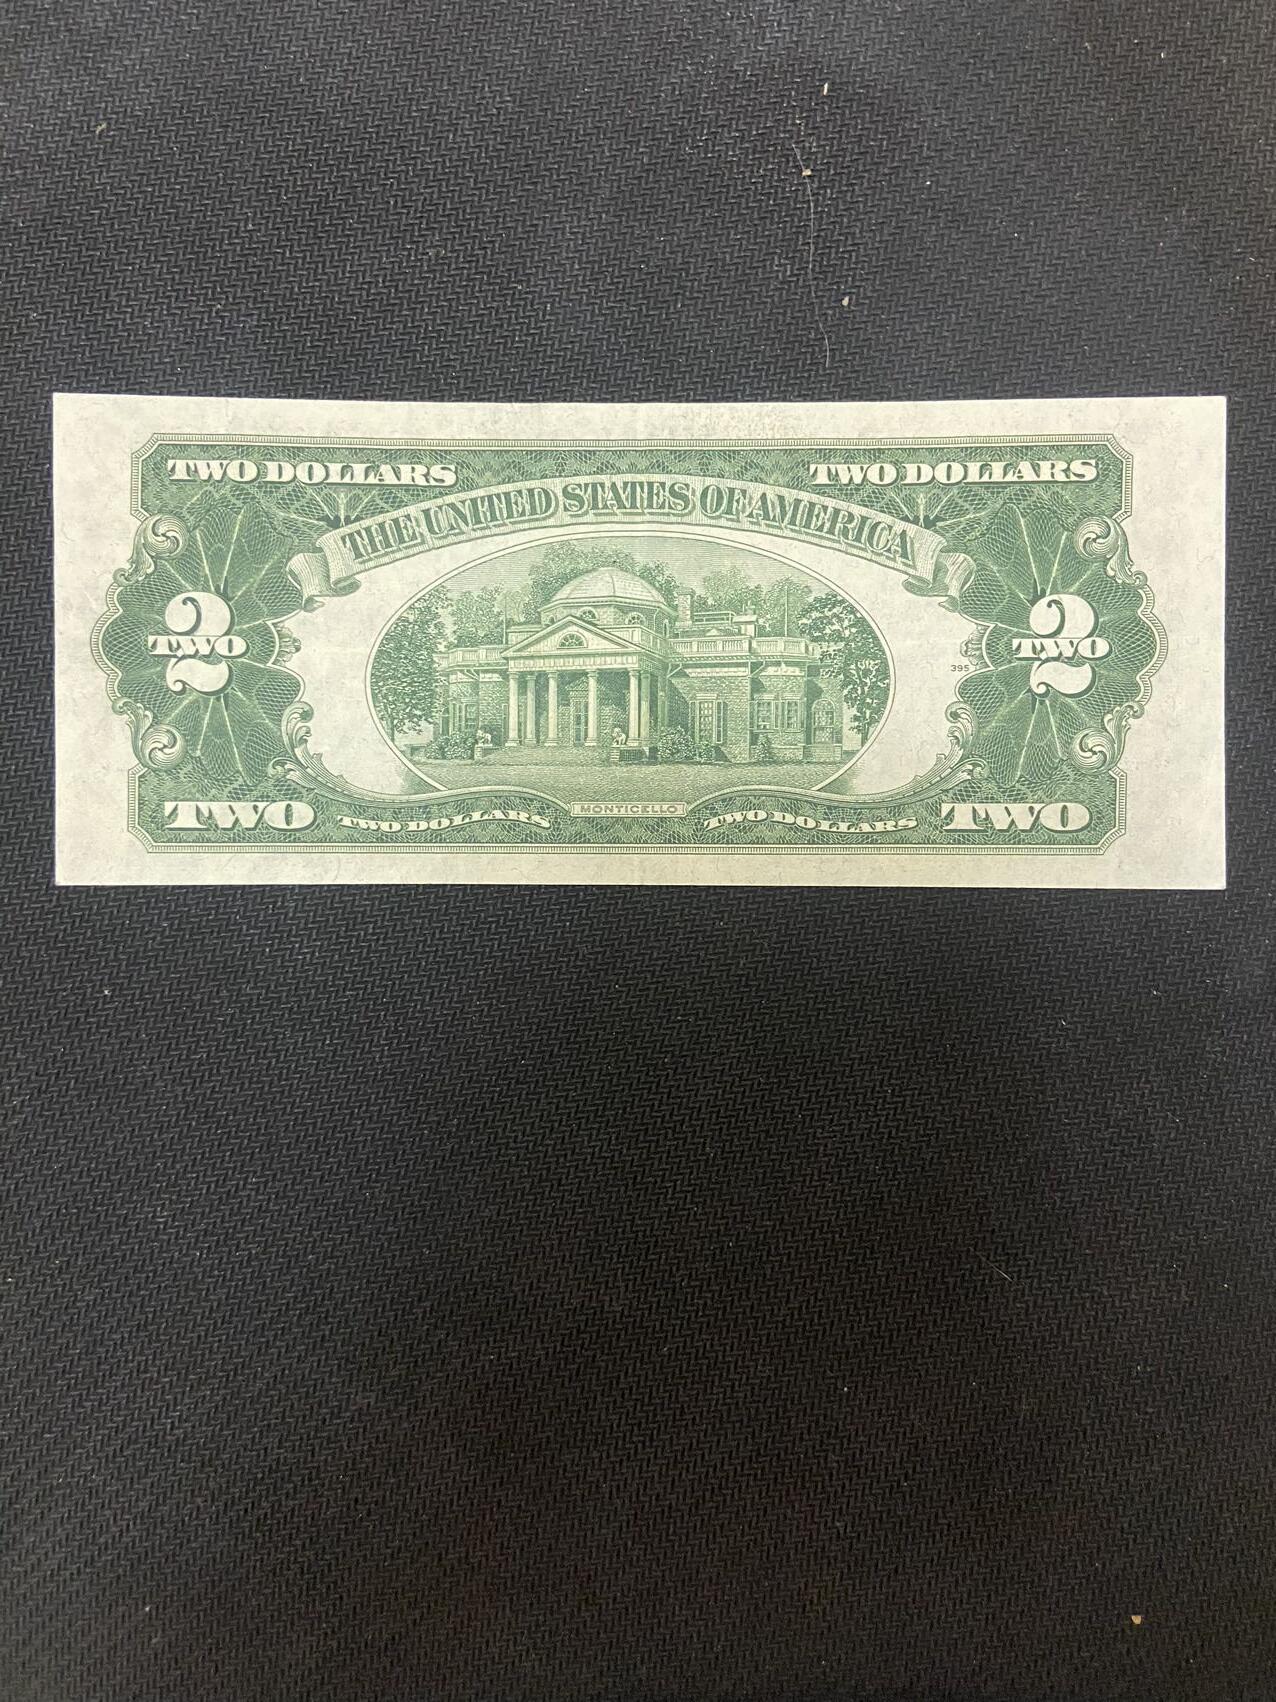 TWO DOLLARS TWO DOLLARS
THE UNITED STATES OF AMERICA
2 2
TWO TWO
395
MONTICELLO
TWO TWO DOLLARS TWO DOLLARS TWO